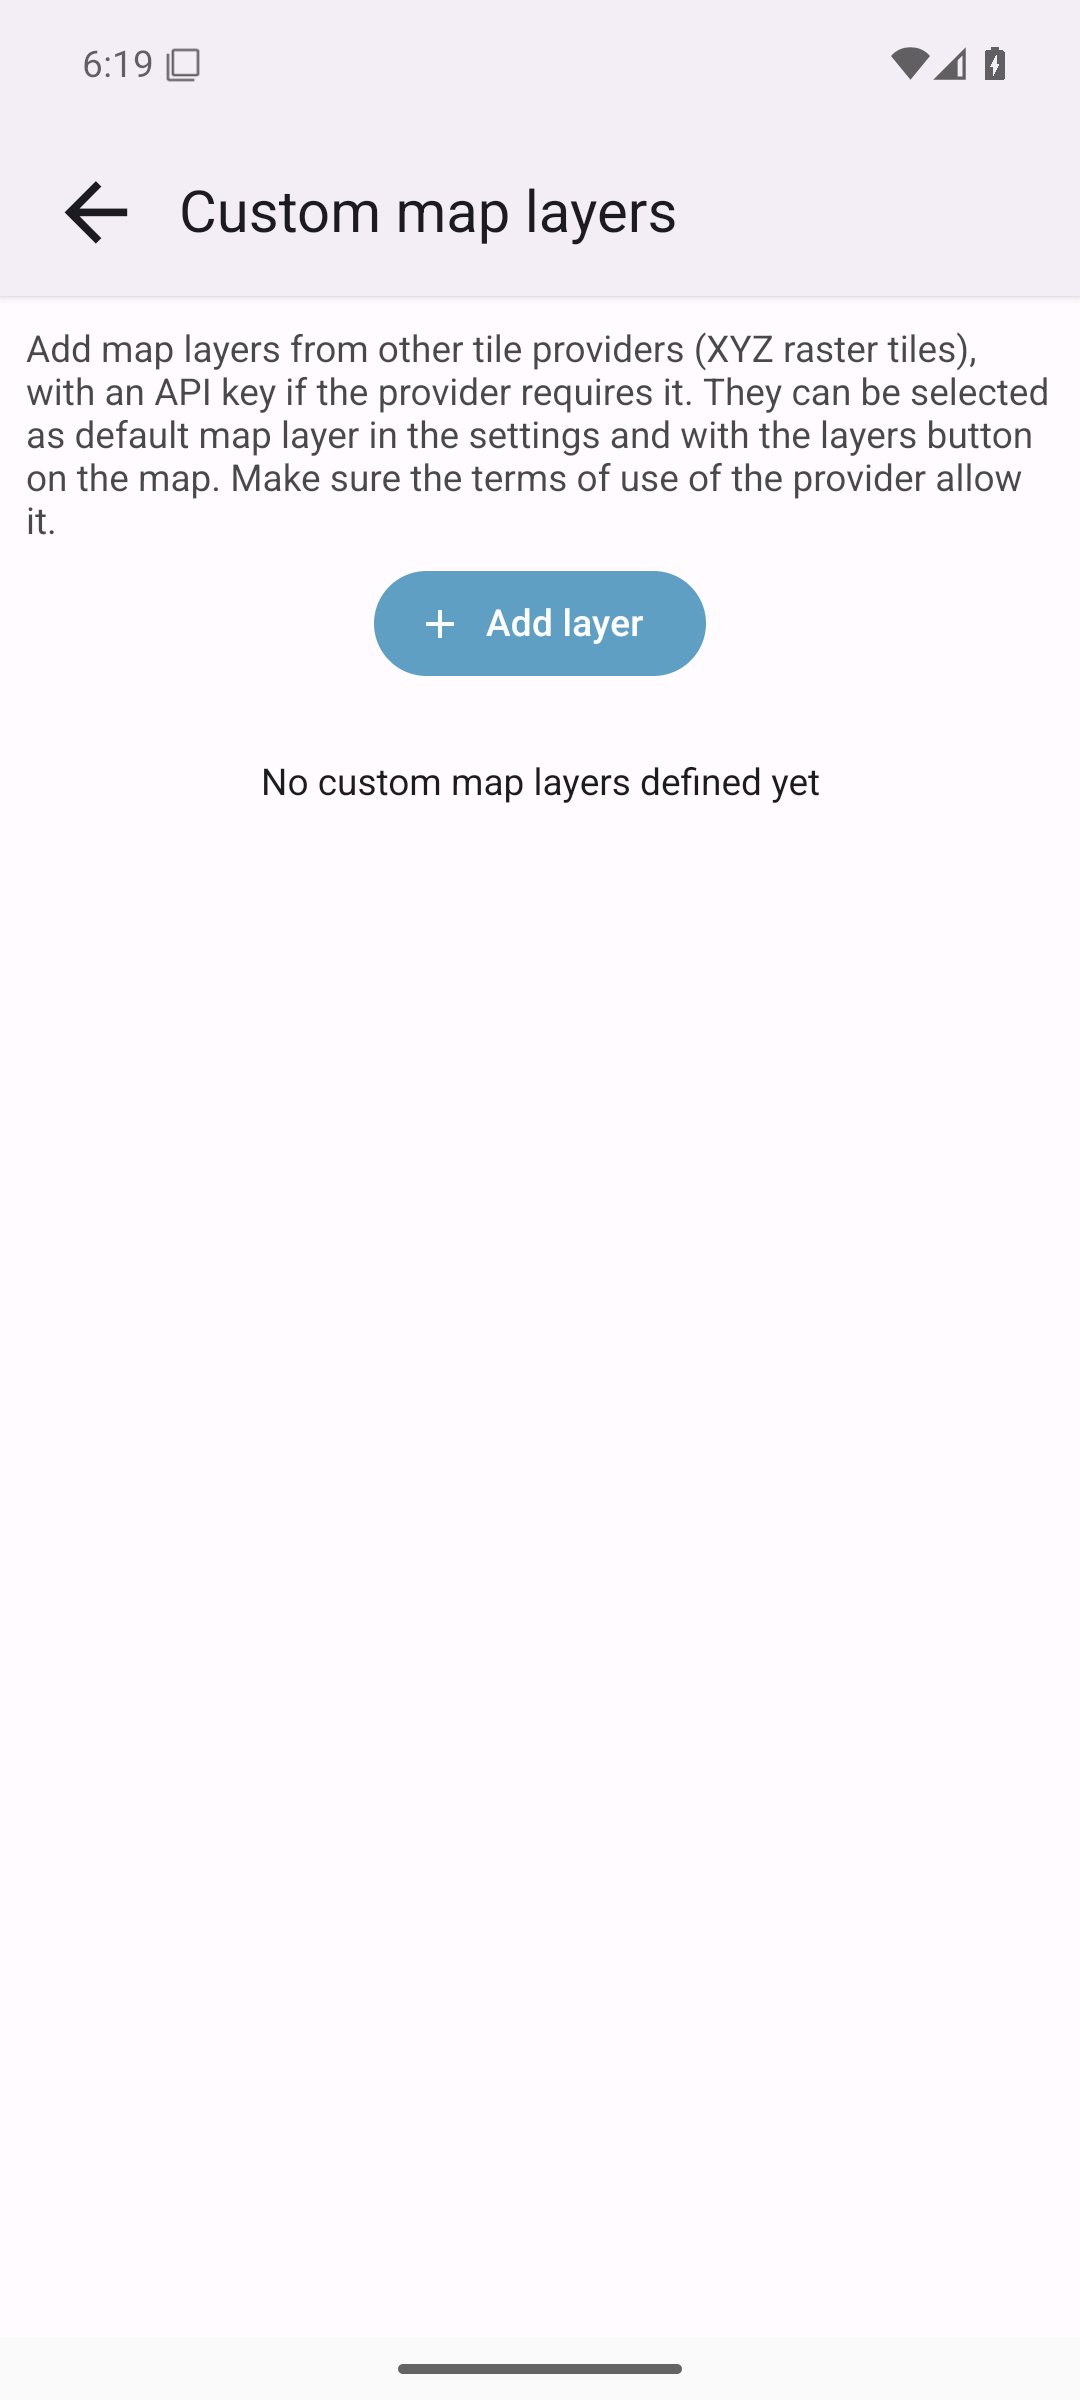 6:19
Custom map layers
Add map layers from other tile providers (XYZ raster tiles),
with an API key if the provider requires it. They can be selected
as default map layer in the settings and with the layers button
on the map. Make sure the terms of use of the provider allow
it.
Add layer
No custom map layers defined yet